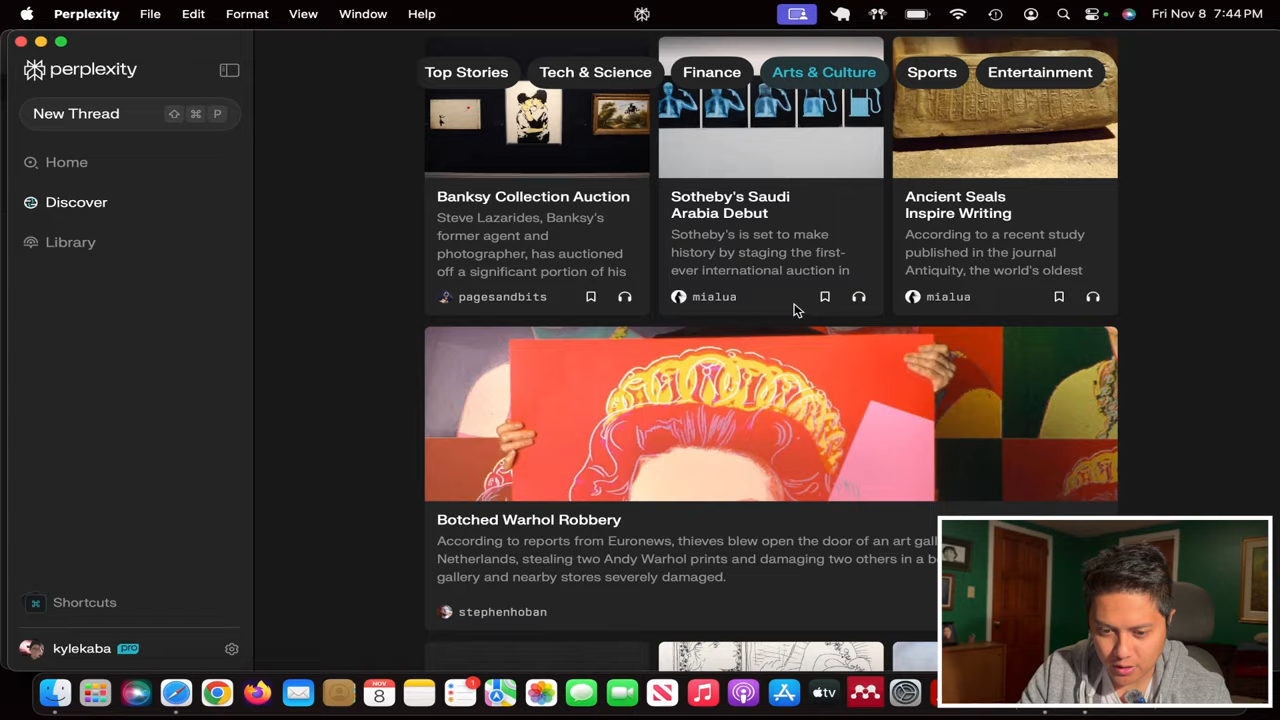 Perplexity File Edit Format View Window Help Fri Nov 8 7:44 PM
perplexity
New Thread P
Home
Discover
Library
Shortcuts
kylekaba pro
Top Stories Tech & Science Finance Arts & Culture Sports Entertainment
Banksy Collection Auction
Steve Lazarides, Banksy's
former agent and
photographer, has auctioned
off a significant portion of his
pagesandbits
Sotheby's Saudi
Arabia Debut
Sotheby's is set to make
history by staging the first-
ever international auction in
mialua
Ancient Seals
Inspire Writing
According to a recent study
published in the journal
Antiquity, the world's oldest
mialua
Botched Warhol Robbery
According to reports from Euronews, thieves blew open the door of an art gall
Netherlands, stealing two Andy Warhol prints and damaging two others in a b
gallery and nearby stores severely damaged.
stephenhoban
NOV
8
1
tv